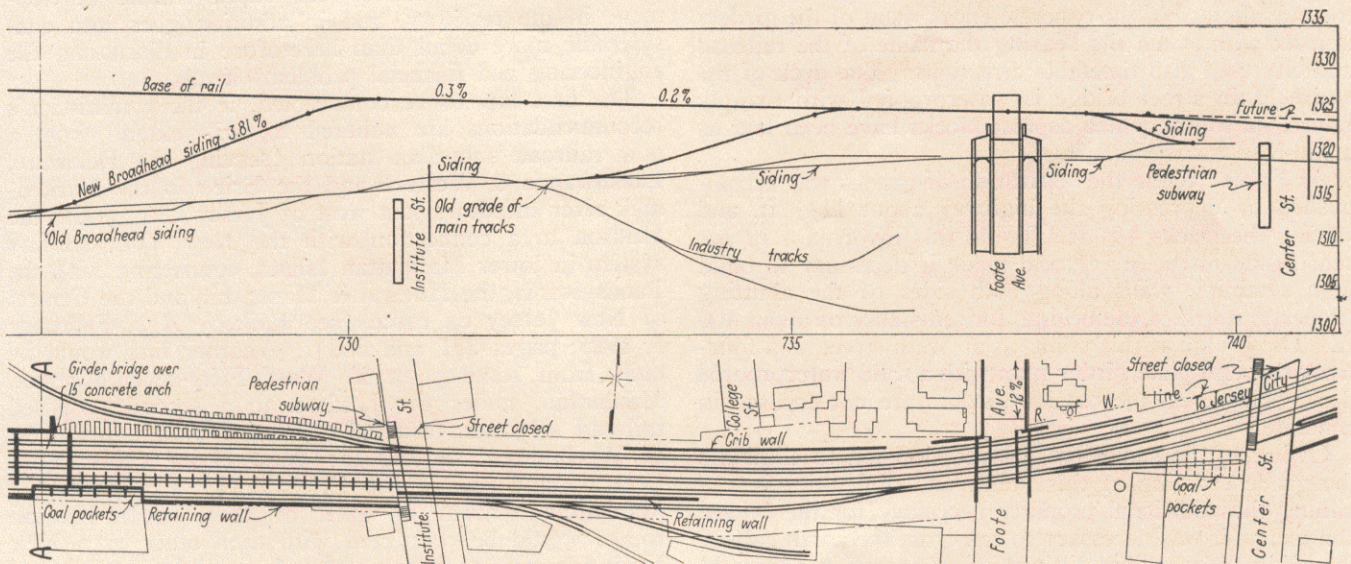 1335
1330
Base of rail
0.3 %
0.2 %
1325
Future
New Broadhead siding 3.81 %
Siding
1320
Siding
Siding
Siding
Pedestrian
subway
1315
Old Broadhead siding
Institute St.
Old grade of
main tracks
Industry tracks
Foote
Ave.
Center St.
1310
1305
1300
730
735
740
A
Girder bridge over
15' concrete arch
Pedestrian
subway
St.
Street closed
College
St.
Crib wall
Ave.
12 %
R. of W. line
Street closed
To Jersey City
Coal pockets
Retaining wall
Institute
Retaining wall
Foote
Coal
pockets
Center St.
A